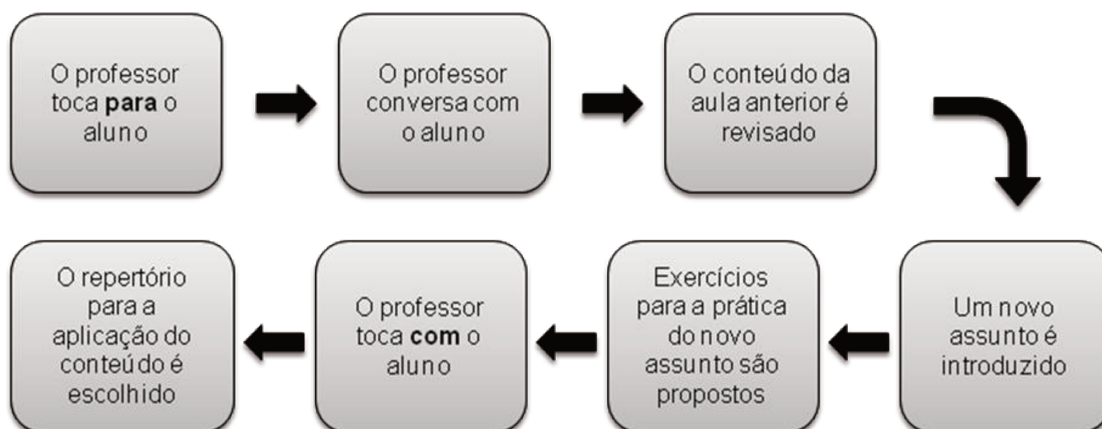 O professor
toca para o
aluno
O professor
conversa com
o aluno
O conteúdo da
aula anterior é
revisado
Um novo
assunto é
introduzido
Exercícios
para a prática
do novo
assunto são
propostos
O professor
toca com o
aluno
O repertório
para a
aplicação do
conteúdo é
escolhido